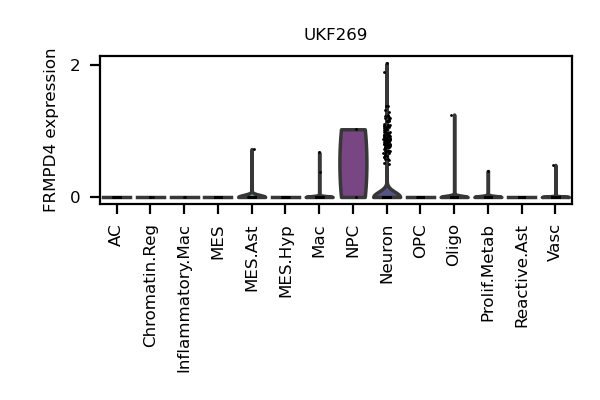 UKF269
FRMPD4 expression
2
0
AC
Chromatin.Reg
Inflammatory.Mac
MES
MES.Ast
MES.Hyp
Mac
NPC
Neuron
OPC
Oligo
Prolif.Metab
Reactive.Ast
Vasc